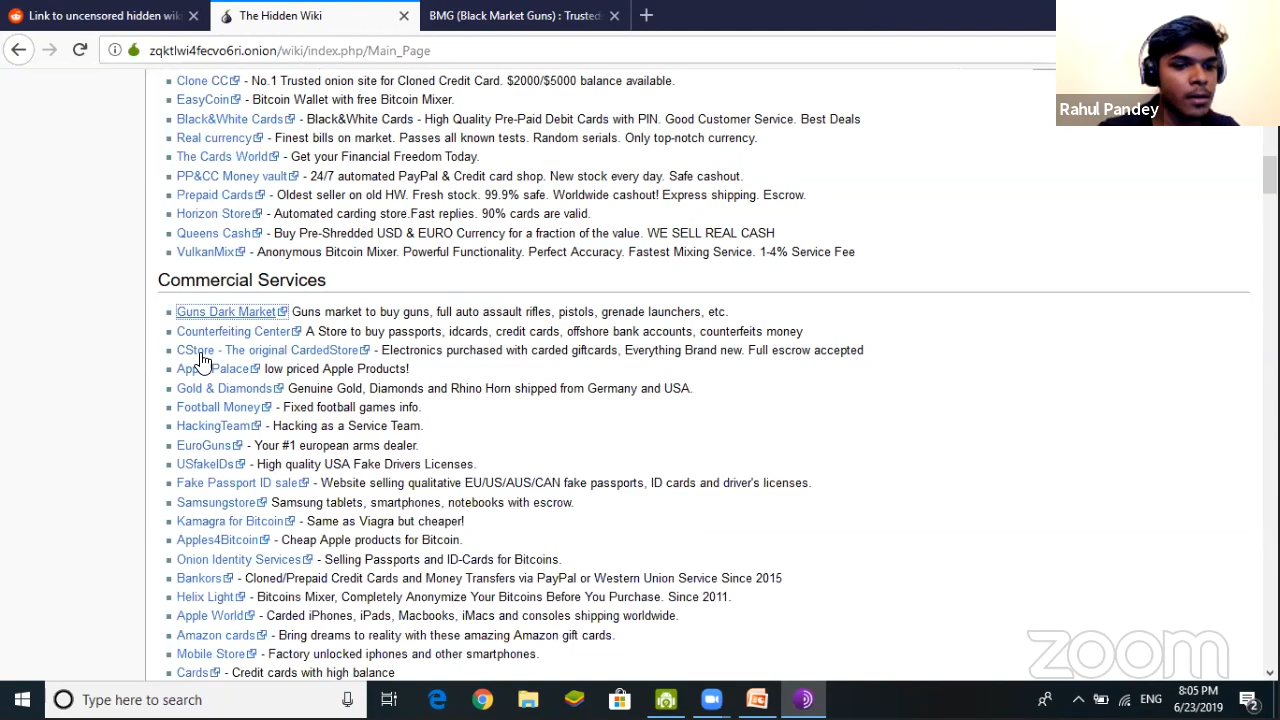 Link to uncensored hidden wiki
The Hidden Wiki
BMG (Black Market Guns) : Trusted
zqktlwi4fecvo6ri.onion/wiki/index.php/Main_Page
Rahul Pandey
Clone CC - No.1 Trusted onion site for Cloned Credit Card. $2000/$5000 balance available.
EasyCoin - Bitcoin Wallet with free Bitcoin Mixer.
Black&White Cards - Black&White Cards - High Quality Pre-Paid Debit Cards with PIN. Good Customer Service. Best Deals
Real currency - Finest bills on market. Passes all known tests. Random serials. Only top-notch currency.
The Cards World - Get your Financial Freedom Today.
PP&CC Money vault - 24/7 automated PayPal & Credit card shop. New stock every day. Safe cashout.
Prepaid Cards - Oldest seller on old HW. Fresh stock. 99.9% safe. Worldwide cashout! Express shipping. Escrow.
Horizon Store - Automated carding store.Fast replies. 90% cards are valid.
Queens Cash - Buy Pre-Shredded USD & EURO Currency for a fraction of the value. WE SELL REAL CASH
VulkanMix - Anonymous Bitcoin Mixer. Powerful Functionality. Perfect Accuracy. Fastest Mixing Service. 1-4% Service Fee
Commercial Services
Guns Dark Market Guns market to buy guns, full auto assault rifles, pistols, grenade launchers, etc.
Counterfeiting Center A Store to buy passports, idcards, credit cards, offshore bank accounts, counterfeits money
CStore - The original CardedStore - Electronics purchased with carded giftcards, Everything Brand new. Full escrow accepted
Apple Palace low priced Apple Products!
Gold & Diamonds Genuine Gold, Diamonds and Rhino Horn shipped from Germany and USA.
Football Money - Fixed football games info.
HackingTeam - Hacking as a Service Team.
EuroGuns - Your #1 european arms dealer.
USfakeIDs - High quality USA Fake Drivers Licenses.
Fake Passport ID sale - Website selling qualitative EU/US/AUS/CAN fake passports, ID cards and driver's licenses.
Samsungstore Samsung tablets, smartphones, notebooks with escrow.
Kamagra for Bitcoin - Same as Viagra but cheaper!
Apples4Bitcoin - Cheap Apple products for Bitcoin.
Onion Identity Services - Selling Passports and ID-Cards for Bitcoins.
Bankors - Cloned/Prepaid Credit Cards and Money Transfers via PayPal or Western Union Service Since 2015
Helix Light - Bitcoins Mixer, Completely Anonymize Your Bitcoins Before You Purchase. Since 2011.
Apple World - Carded iPhones, iPads, Macbooks, iMacs and consoles shipping worldwide.
Amazon cards - Bring dreams to reality with these amazing Amazon gift cards.
Mobile Store - Factory unlocked iphones and other smartphones.
Cards - Credit cards with high balance
zoom
Type here to search
ENG
8:05 PM
6/23/2019
2